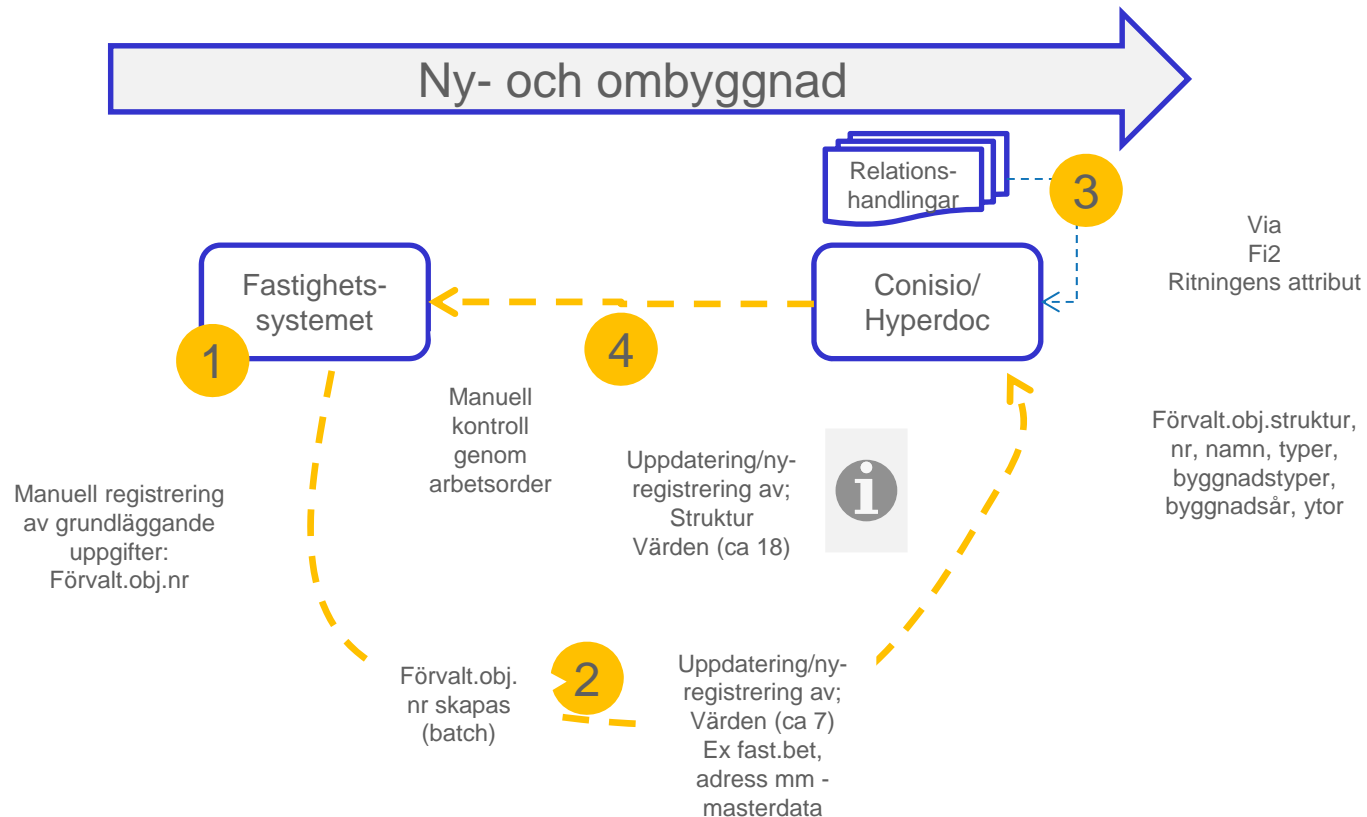 Ny- och ombyggnad
Relations-
handlingar
3
Via
Fi2
Ritningens attribut
Fastighets-
systemet
1
Conisio/
Hyperdoc
4
Manuell
kontroll
genom
arbetsorder
Uppdatering/ny-
registrering av;
Struktur
Värden (ca 18)
i
Förvalt.obj.struktur,
nr, namn, typer,
byggnadstyper,
byggnadsår, ytor
Manuell registrering
av grundläggande
uppgifter:
Förvalt.obj.nr
Förvalt.obj.
nr skapas
(batch)
2
Uppdatering/ny-
registrering av;
Värden (ca 7)
Ex fast.bet,
adress mm -
masterdata